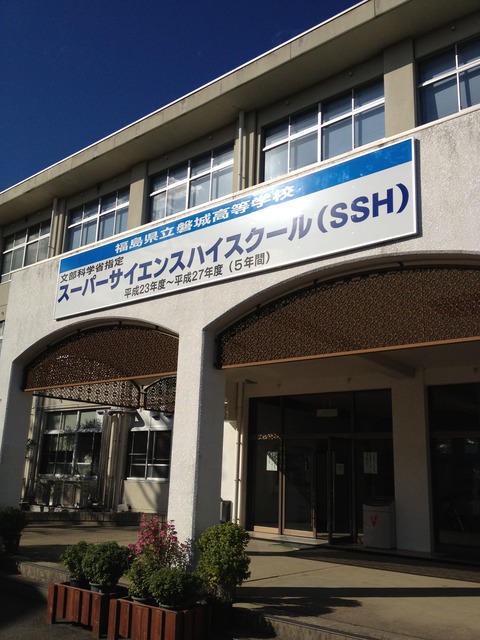 福島県立磐城高等学校
文部科学省指定
スーパーサイエンスハイスクール(SSH)
平成23年度～平成27年度(5年間)